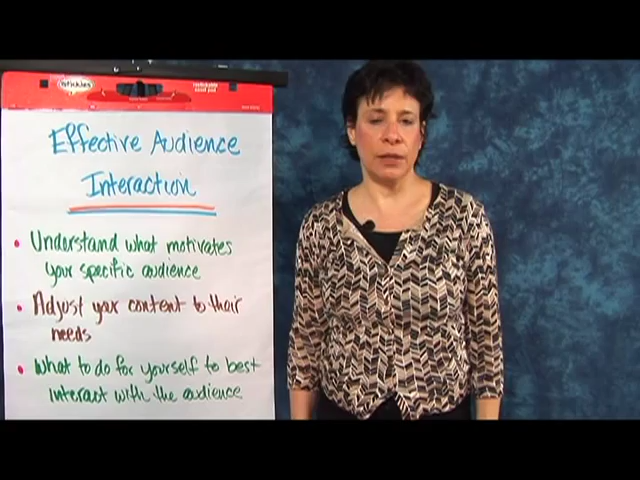 Effective Audience
Interaction
Understand what motivates
your specific audience
Adjust your content to their
needs
What to do for yourself to best
interact with the audience